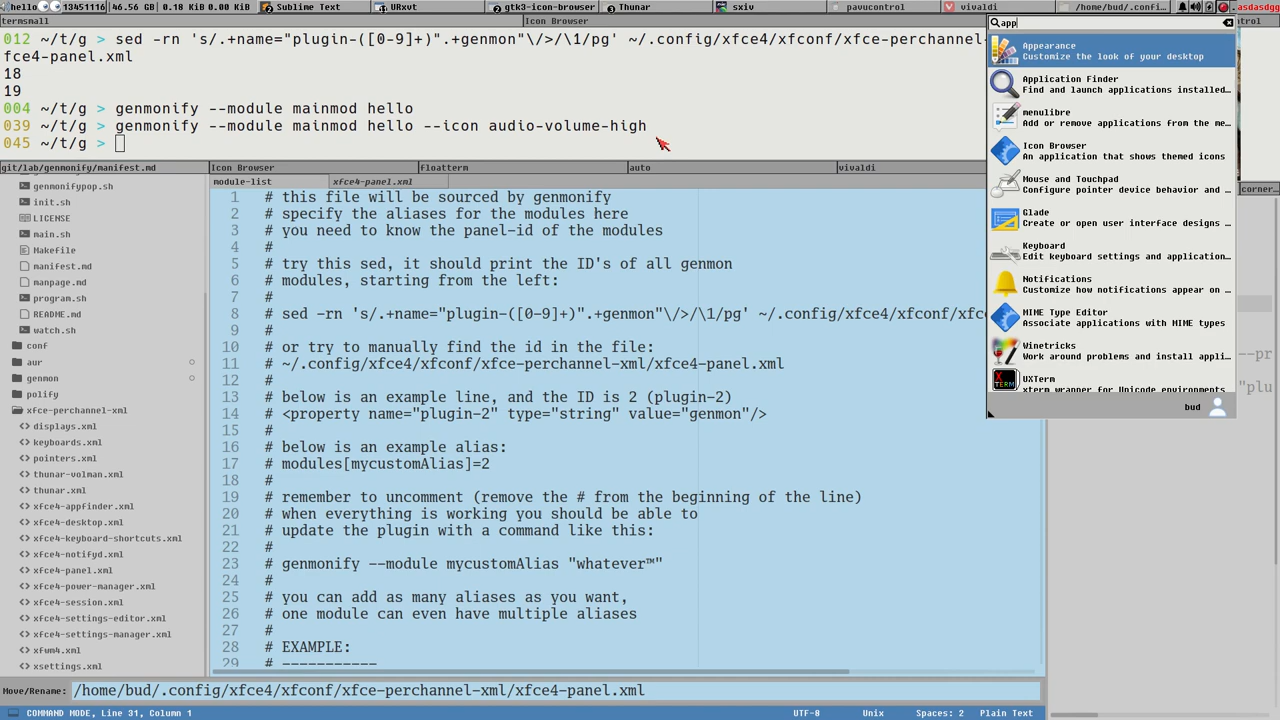 hello 13451116 46.56 GB 0.18 KiB 0.00 KiB 2 Sublime Text URxvt gtk3-icon-browser Thunar sxiv pavucontrol vivaldi /home/bud/.confi… asdasdgg
termsmall Icon Browser
012 ~/t/g > sed -rn 's/.+name="plugin-([0-9]+)".+genmon"\/>/\1/pg' ~/.config/xfce4/xfconf/xfce-perchannel-
fce4-panel.xml
18
19
004 ~/t/g > genmonify --module mainmod hello
039 ~/t/g > genmonify --module mainmod hello --icon audio-volume-high
045 ~/t/g >
app
Appearance
Customize the look of your desktop
Application Finder
Find and launch applications installed…
menulibre
Add or remove applications from the me…
Icon Browser
An application that shows themed icons
Mouse and Touchpad
Configure pointer device behavior and …
Glade
Create or open user interface designs …
Keyboard
Edit keyboard settings and application…
Notifications
Customize how notifications appear on …
MIME Type Editor
Associate applications with MIME types
Winetricks
Work around problems and install appli…
UXTerm
xterm wrapper for Unicode environments
bud
trol
corner…
--pr
"plu
git/lab/genmonify/manifest.md Icon Browser floatterm auto vivaldi
genmonifypop.sh
init.sh
LICENSE
main.sh
Makefile
manifest.md
manpage.md
program.sh
README.md
watch.sh
conf
aur
genmon
polify
xfce-perchannel-xml
displays.xml
keyboards.xml
pointers.xml
thunar-volman.xml
thunar.xml
xfce4-appfinder.xml
xfce4-desktop.xml
xfce4-keyboard-shortcuts.xml
xfce4-notifyd.xml
xfce4-panel.xml
xfce4-power-manager.xml
xfce4-session.xml
xfce4-settings-editor.xml
xfce4-settings-manager.xml
xfwm4.xml
xsettings.xml
module-list xfce4-panel.xml
1 # this file will be sourced by genmonify
2 # specify the aliases for the modules here
3 # you need to know the panel-id of the modules
4 #
5 # try this sed, it should print the ID's of all genmon
6 # modules, starting from the left:
7 #
8 # sed -rn 's/.+name="plugin-([0-9]+)".+genmon"\/>/\1/pg' ~/.config/xfce4/xfconf/xfce
9 #
10 # or try to manually find the id in the file:
11 # ~/.config/xfce4/xfconf/xfce-perchannel-xml/xfce4-panel.xml
12 #
13 # below is an example line, and the ID is 2 (plugin-2)
14 # <property name="plugin-2" type="string" value="genmon"/>
15 #
16 # below is an example alias:
17 # modules[mycustomAlias]=2
18 #
19 # remember to uncomment (remove the # from the beginning of the line)
20 # when everything is working you should be able to
21 # update the plugin with a command like this:
22 #
23 # genmonify --module mycustomAlias "whatever™"
24 #
25 # you can add as many aliases as you want,
26 # one module can even have multiple aliases
27 #
28 # EXAMPLE:
29 # -----------
Move/Rename: /home/bud/.config/xfce4/xfconf/xfce-perchannel-xml/xfce4-panel.xml
COMMAND MODE, Line 31, Column 1 UTF-8 Unix Spaces: 2 Plain Text